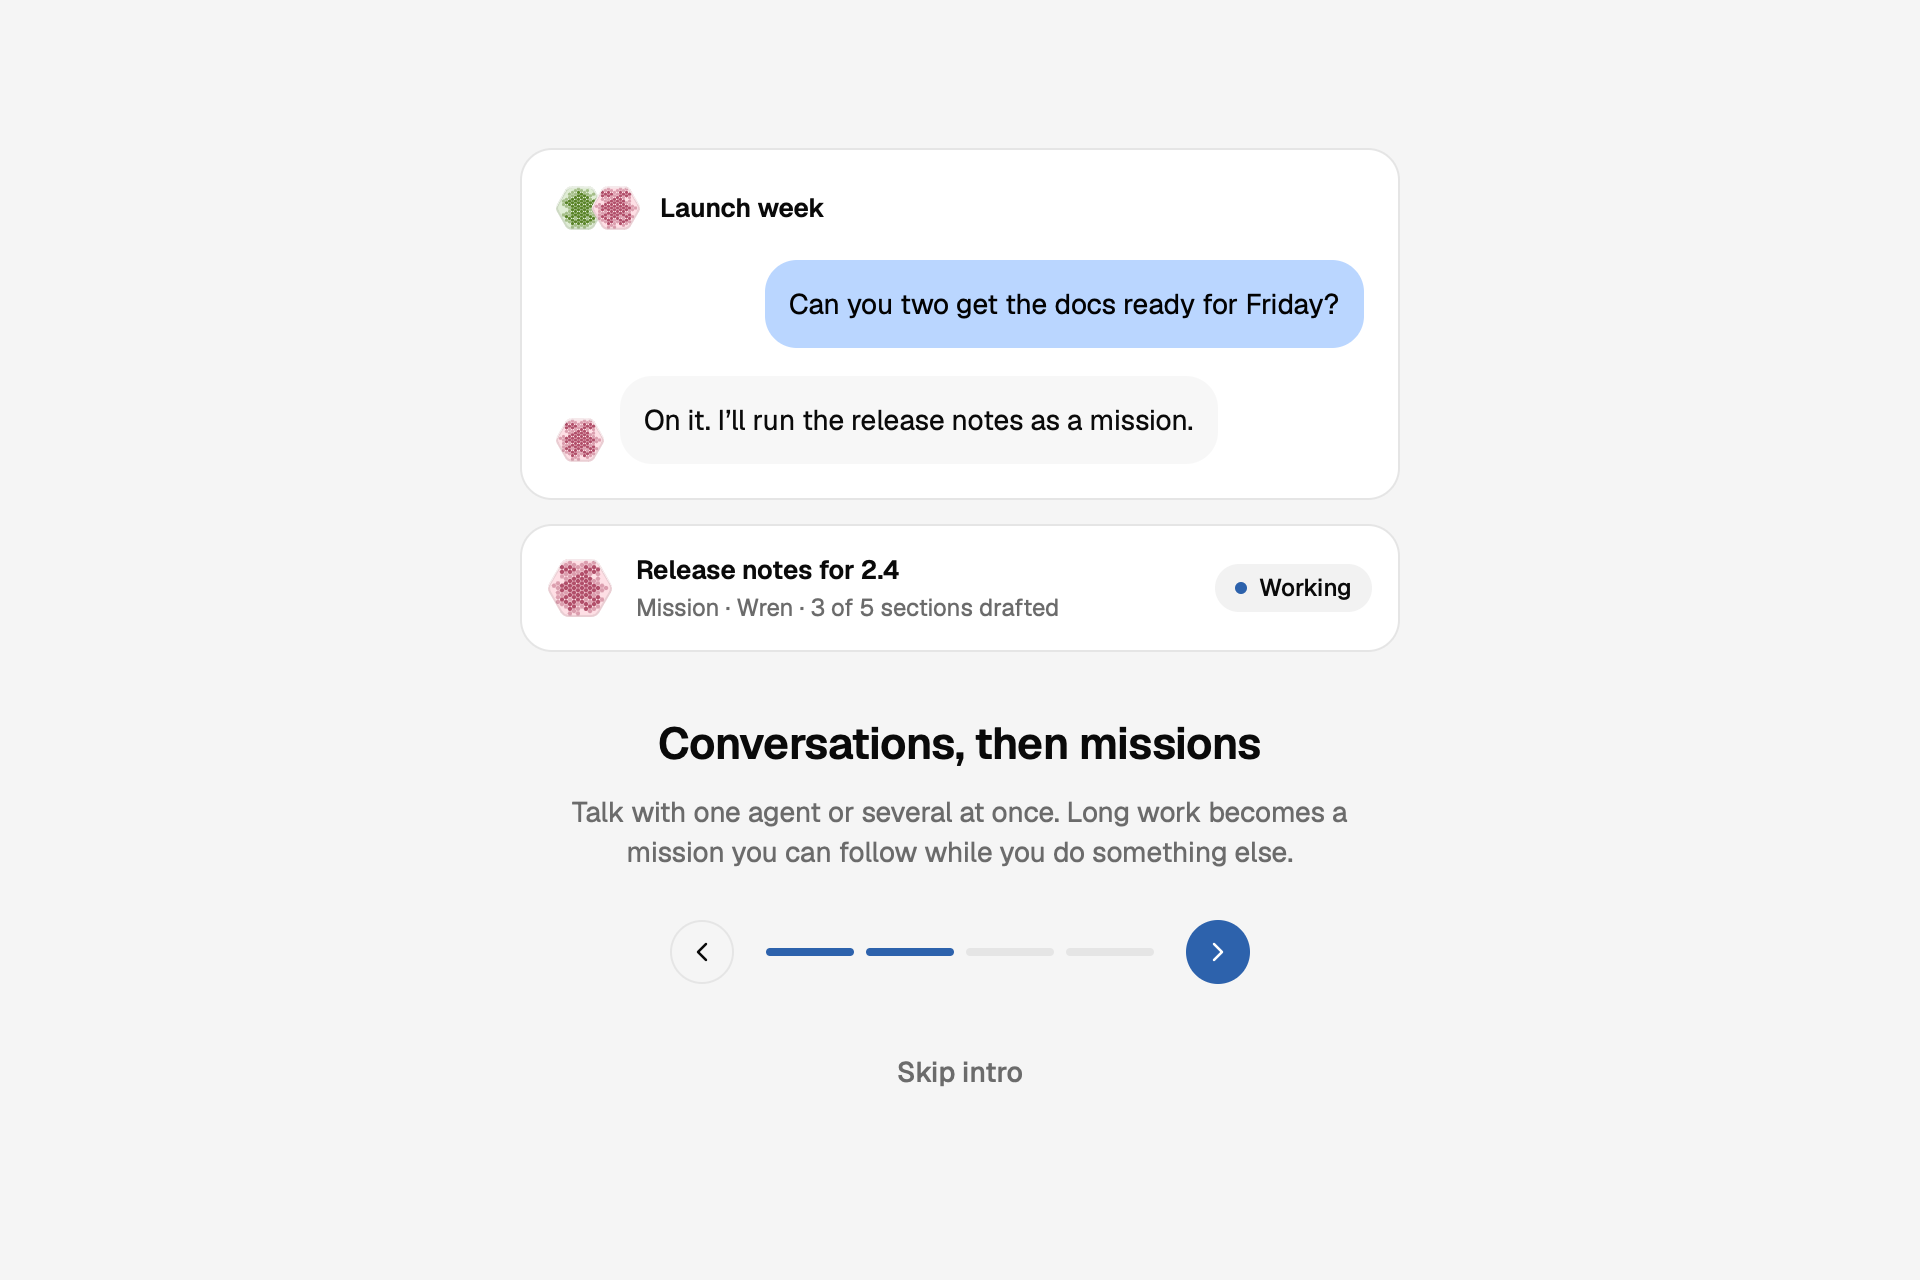 Launch week
Can you two get the docs ready for Friday?
On it. I’ll run the release notes as a mission.
Release notes for 2.4
Mission · Wren · 3 of 5 sections drafted
Working
Conversations, then missions
Talk with one agent or several at once. Long work becomes a
mission you can follow while you do something else.
Skip intro